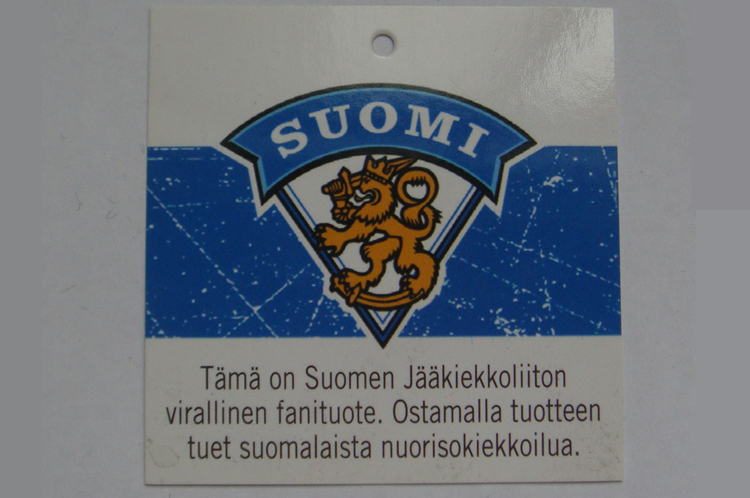 SUOMI
Tämä on Suomen Jääkiekkoliiton
virallinen fanituote. Ostamalla tuotteen
tuet suomalaista nuorisokiekkoilua.